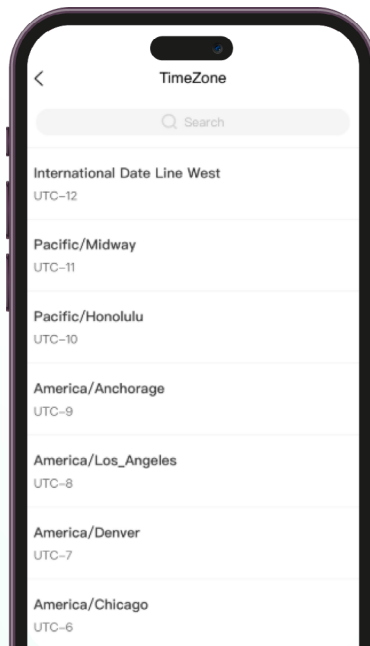 TimeZone
Search
International Date Line West
UTC-12
Pacific/Midway
UTC-11
Pacific/Honolulu
UTC-10
America/Anchorage
UTC-9
America/Los_Angeles
UTC-8
America/Denver
UTC-7
America/Chicago
UTC-6